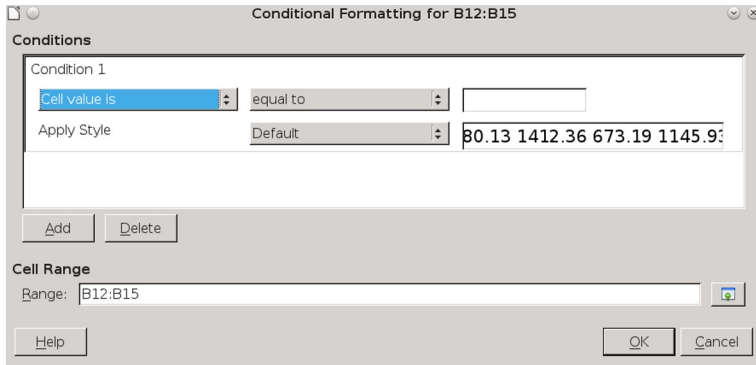 Conditional Formatting for B12:B15
Conditions
Condition 1
Cell value is equal to
Apply Style Default 80.13 1412.36 673.19 1145.93
Add Delete
Cell Range
Range: B12:B15
Help OK Cancel